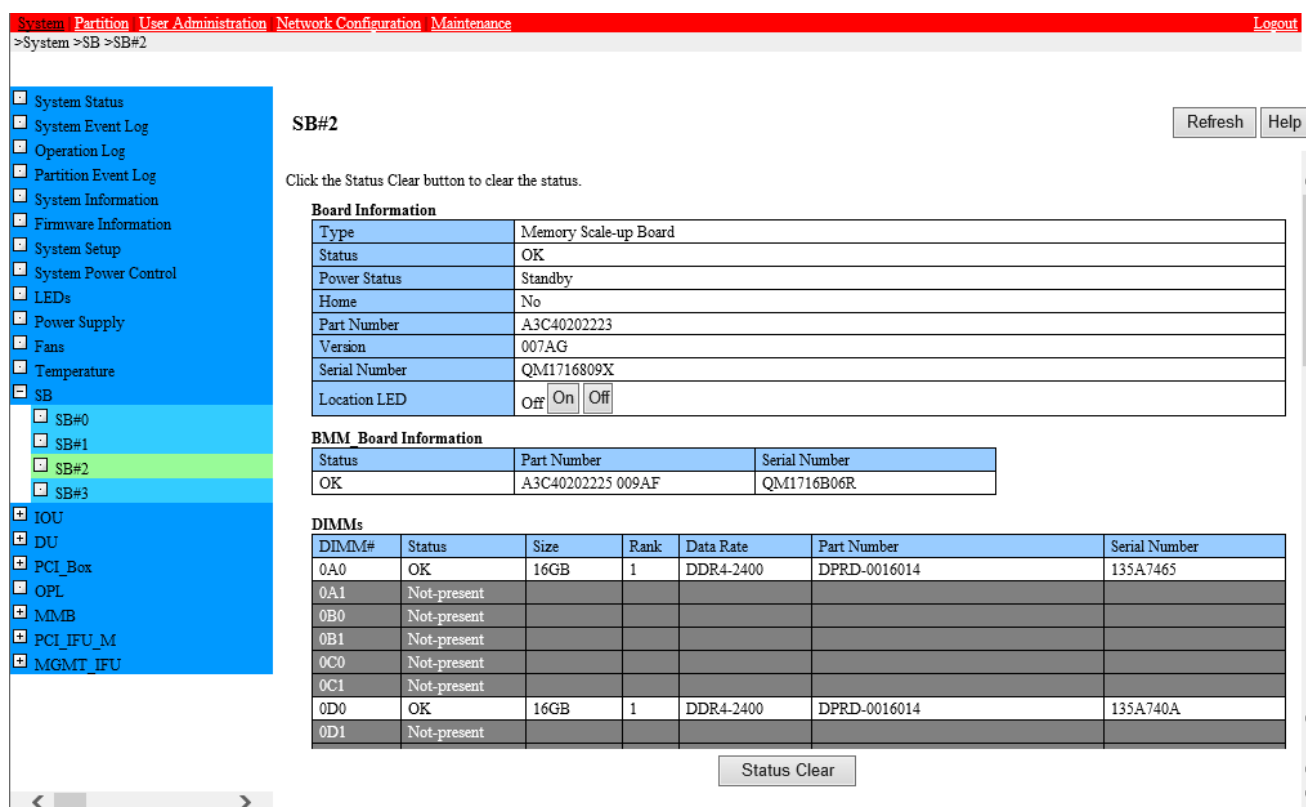 System | Partition | User Administration | Network Configuration | Maintenance Logout
>System >SB >SB#2
System Status
System Event Log
Operation Log
Partition Event Log
System Information
Firmware Information
System Setup
System Power Control
LEDs
Power Supply
Fans
Temperature
SB
SB#0
SB#1
SB#2
SB#3
IOU
DU
PCI_Box
OPL
MMB
PCI_IFU_M
MGMT_IFU
SB#2 Refresh Help
Click the Status Clear button to clear the status.
Board Information
Type Memory Scale-up Board
Status OK
Power Status Standby
Home No
Part Number A3C40202223
Version 007AG
Serial Number QM1716809X
Location LED Off On Off
BMM_Board Information
Status Part Number Serial Number
OK A3C40202225 009AF QM1716B06R
DIMMs
DIMM# Status Size Rank Data Rate Part Number Serial Number
0A0 OK 16GB 1 DDR4-2400 DPRD-0016014 135A7465
0A1 Not-present
0B0 Not-present
0B1 Not-present
0C0 Not-present
0C1 Not-present
0D0 OK 16GB 1 DDR4-2400 DPRD-0016014 135A740A
0D1 Not-present
Status Clear